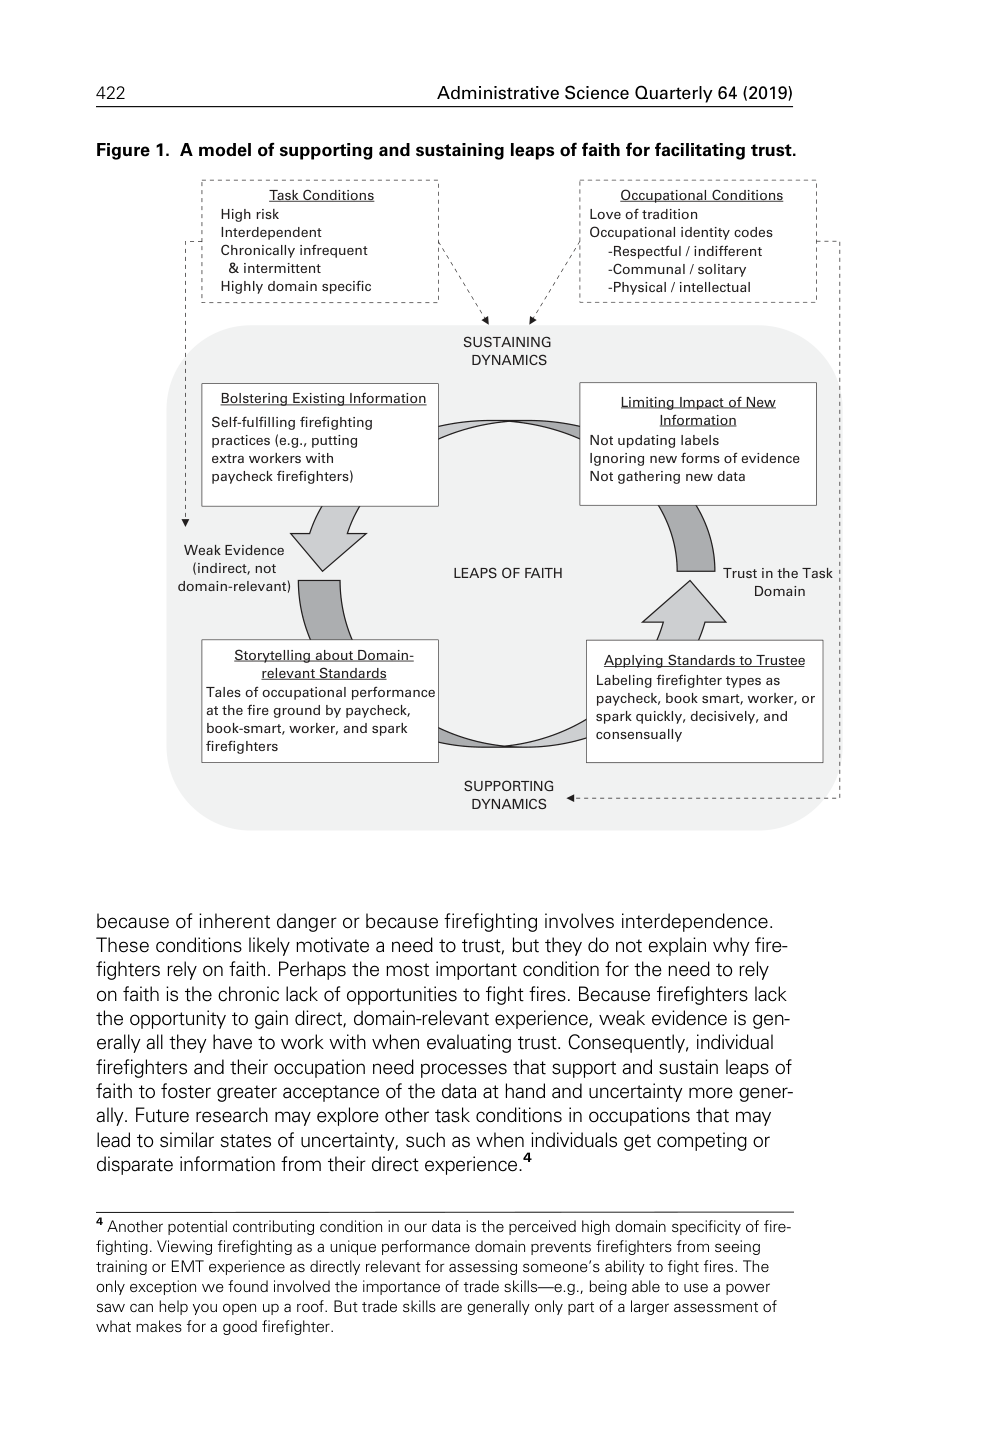 422
Administrative Science Quarterly 64 (2019)
Figure 1. A model of supporting and sustaining leaps of faith for facilitating trust.
Task Conditions
High risk
Interdependent
Chronically infrequent
& intermittent
Highly domain specific
Occupational Conditions
Love of tradition
Occupational identity codes
-Respectful / indifferent
-Communal / solitary
-Physical / intellectual
SUSTAINING
DYNAMICS
Bolstering Existing Information
Self-fulfilling firefighting
practices (e.g., putting
extra workers with
paycheck firefighters)
Limiting Impact of New
Information
Not updating labels
Ignoring new forms of evidence
Not gathering new data
Weak Evidence
(indirect, not
domain-relevant)
LEAPS OF FAITH
Trust in the Task
Domain
Storytelling about Domain-
relevant Standards
Tales of occupational performance
at the fire ground by paycheck,
book-smart, worker, and spark
firefighters
Applying Standards to Trustee
Labeling firefighter types as
paycheck, book smart, worker, or
spark quickly, decisively, and
consensually
SUPPORTING
DYNAMICS
because of inherent danger or because firefighting involves interdependence.
These conditions likely motivate a need to trust, but they do not explain why fire-
fighters rely on faith. Perhaps the most important condition for the need to rely
on faith is the chronic lack of opportunities to fight fires. Because firefighters lack
the opportunity to gain direct, domain-relevant experience, weak evidence is gen-
erally all they have to work with when evaluating trust. Consequently, individual
firefighters and their occupation need processes that support and sustain leaps of
faith to foster greater acceptance of the data at hand and uncertainty more gener-
ally. Future research may explore other task conditions in occupations that may
lead to similar states of uncertainty, such as when individuals get competing or
disparate information from their direct experience.4
4 Another potential contributing condition in our data is the perceived high domain specificity of fire-
fighting. Viewing firefighting as a unique performance domain prevents firefighters from seeing
training or EMT experience as directly relevant for assessing someone's ability to fight fires. The
only exception we found involved the importance of trade skills—e.g., being able to use a power
saw can help you open up a roof. But trade skills are generally only part of a larger assessment of
what makes for a good firefighter.